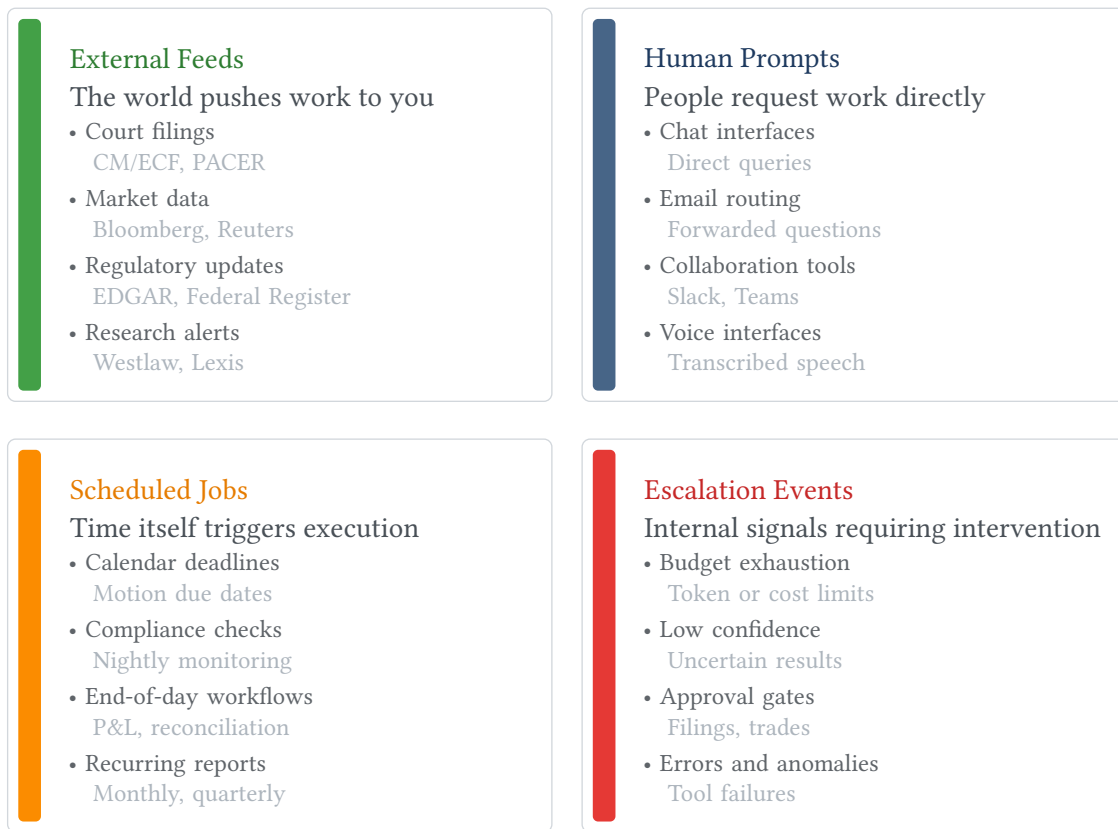 External Feeds
The world pushes work to you
• Court filings
CM/ECF, PACER
• Market data
Bloomberg, Reuters
• Regulatory updates
EDGAR, Federal Register
• Research alerts
Westlaw, Lexis
Human Prompts
People request work directly
• Chat interfaces
Direct queries
• Email routing
Forwarded questions
• Collaboration tools
Slack, Teams
• Voice interfaces
Transcribed speech
Scheduled Jobs
Time itself triggers execution
• Calendar deadlines
Motion due dates
• Compliance checks
Nightly monitoring
• End-of-day workflows
P&L, reconciliation
• Recurring reports
Monthly, quarterly
Escalation Events
Internal signals requiring intervention
• Budget exhaustion
Token or cost limits
• Low confidence
Uncertain results
• Approval gates
Filings, trades
• Errors and anomalies
Tool failures